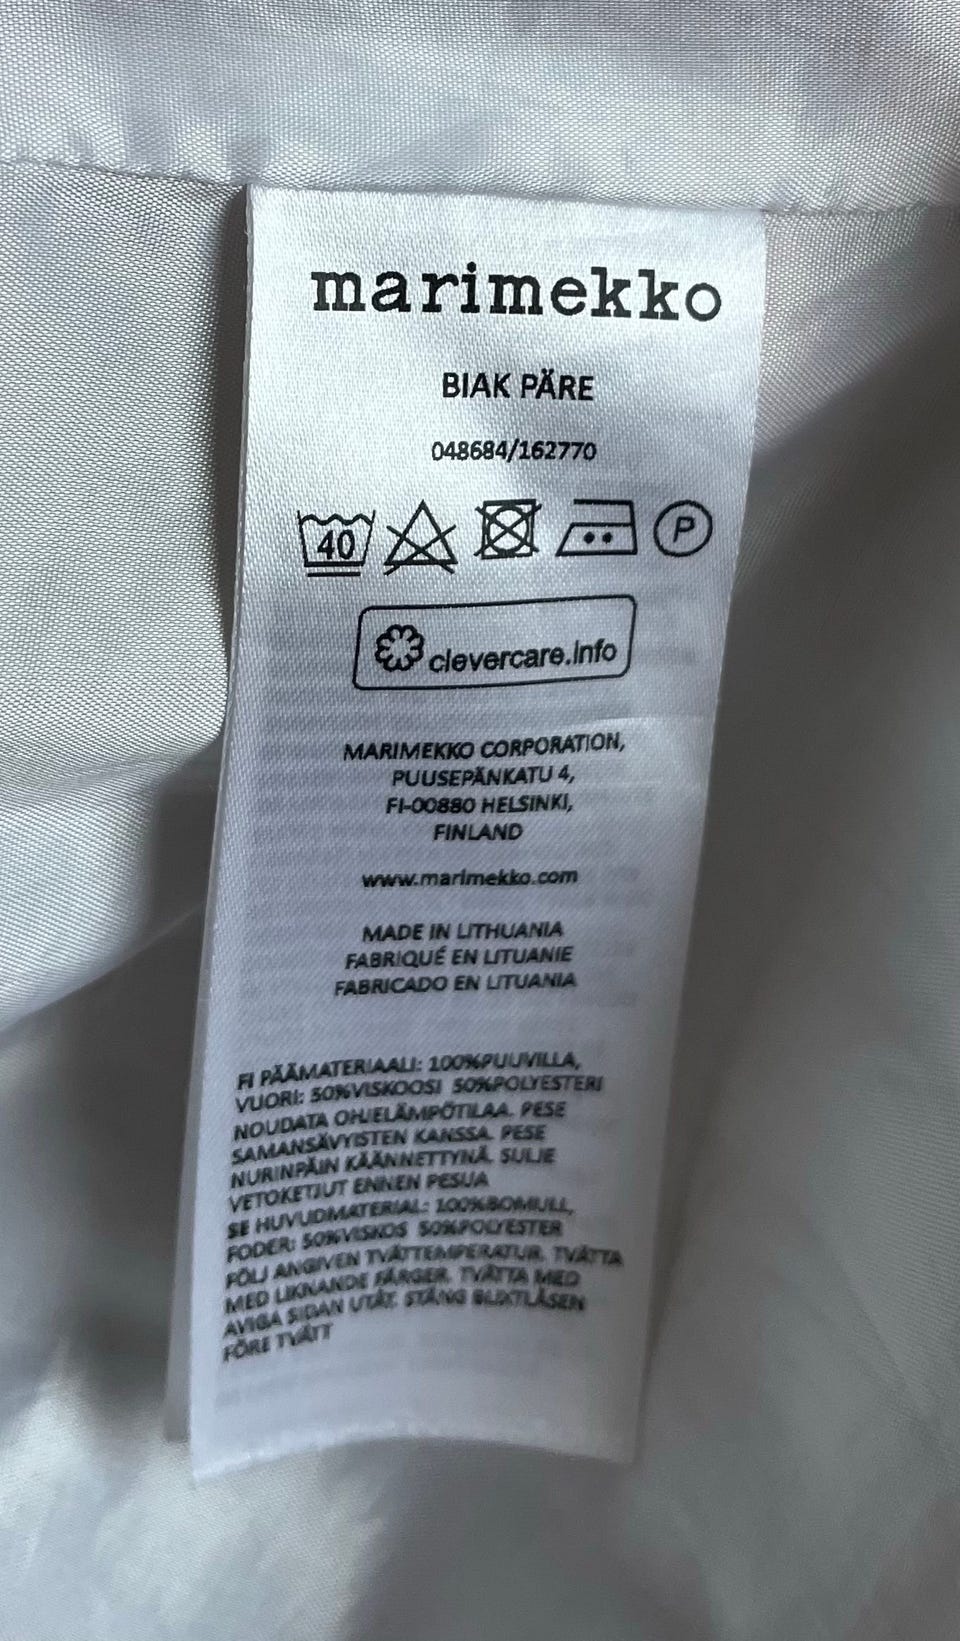 marimekko
BIAK PÄRE
048684/162770
40 P
clevercare.info
MARIMEKKO CORPORATION,
PUUSEPÄNKATU 4,
FI-00880 HELSINKI,
FINLAND
www.marimekko.com
MADE IN LITHUANIA
FABRIQUÉ EN LITUANIE
FABRICADO EN LITUANIA
FI PÄÄMATERIAALI: 100%PUUVILLA,
VUORI: 50%VISKOOSI 50%POLYESTERI
NOUDATA OHJELÄMPÖTILAA. PESE
SAMANSÄVYISTEN KANSSA. PESE
NURINPÄIN KÄÄNNETTYNÄ. SULJE
VETOKETJUT ENNEN PESUA
SE HUVUDMATERIAL: 100%BOMULL,
FODER: 50%VISKOS 50%POLYESTER
FÖLJ ANGIVEN TVÄTTEMPERATUR. TVÄTTA
MED LIKNANDE FÄRGER. TVÄTTA MED
AVIGA SIDAN UTÅT. STÄNG BLIXTLÅSEN
FÖRE TVÄTT